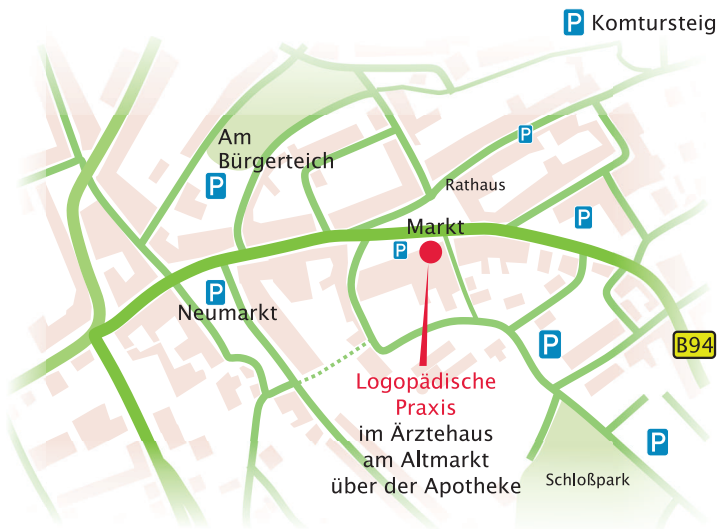 P Komtursteig
Am
Bürgerteich
P
P
Rathaus
Markt
P
P
P
Neumarkt
P
B94
Logopädische
Praxis
im Ärztehaus
am Altmarkt
über der Apotheke
P
Schloßpark